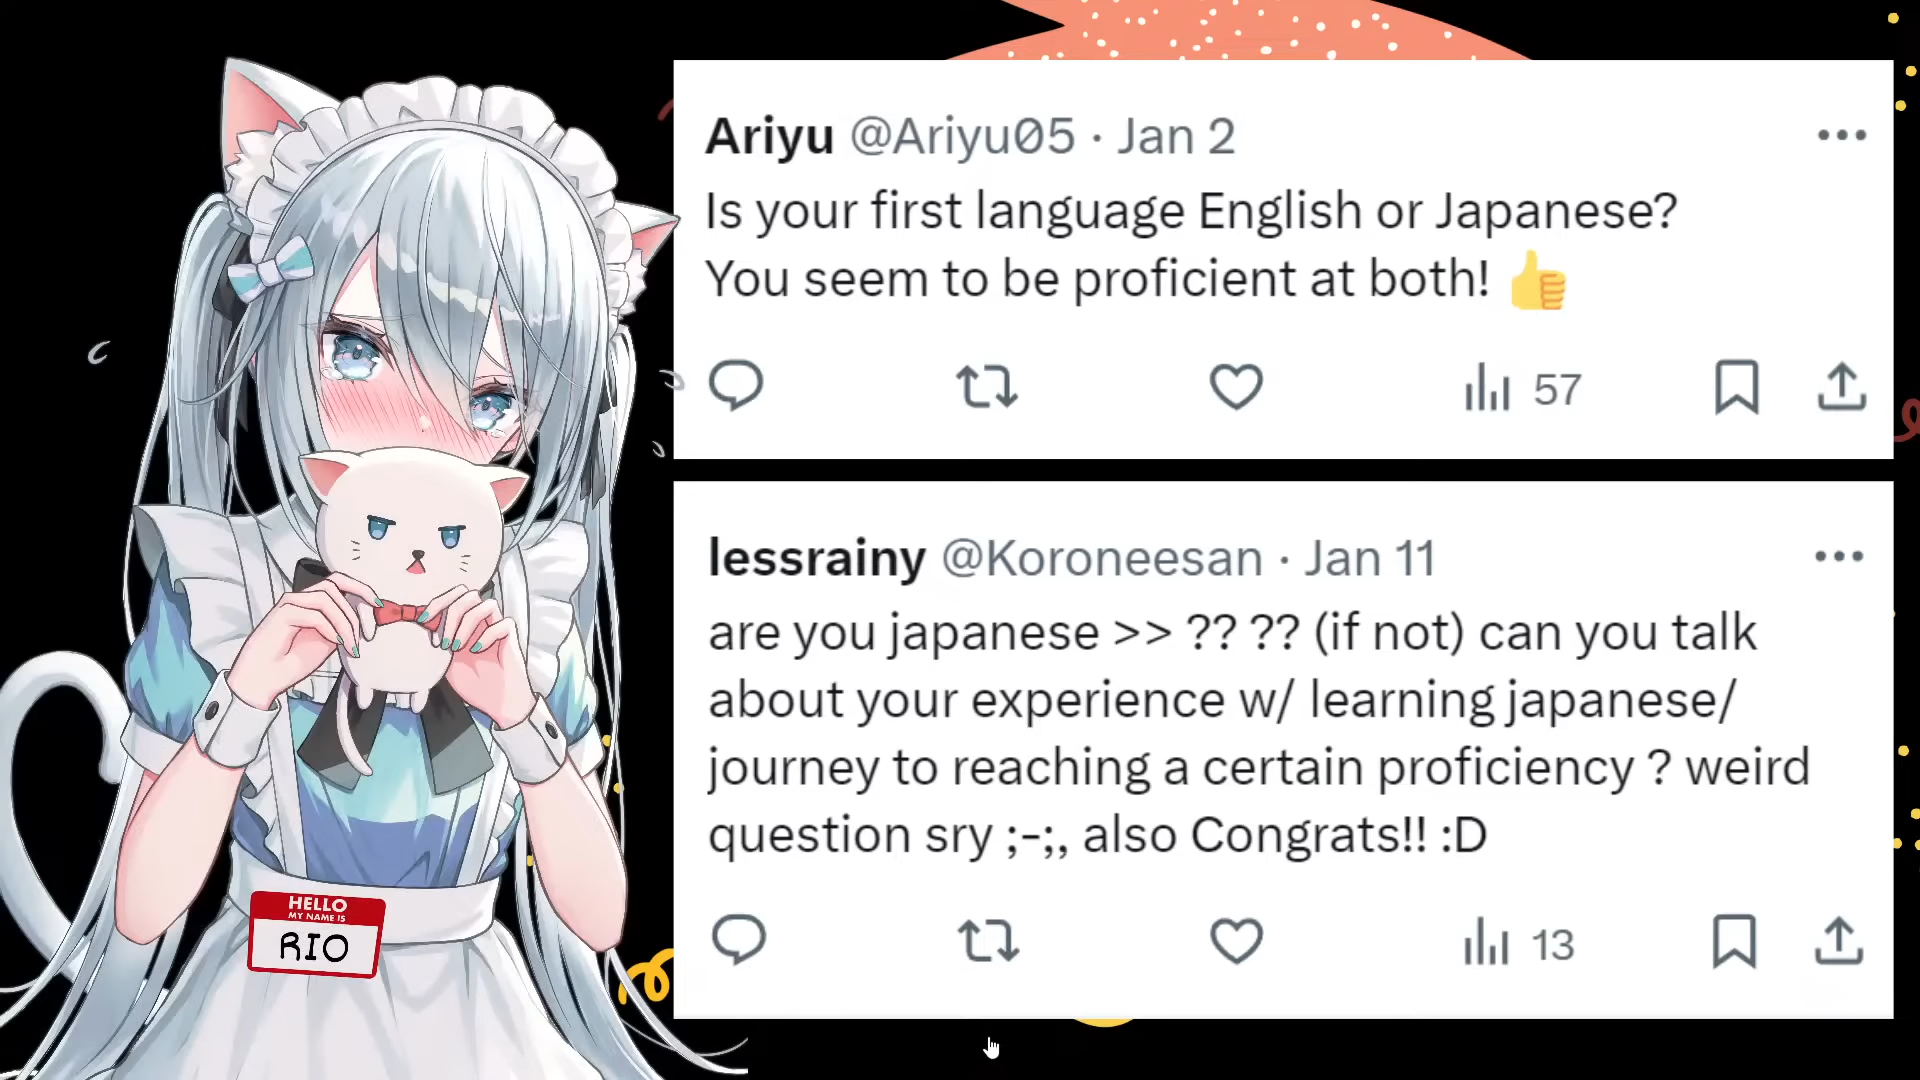 Ariyu @Ariyu05 · Jan 2
Is your first language English or Japanese?
You seem to be proficient at both! 👍
57
lessrainy @Koroneesan · Jan 11
are you japanese >> ?? ?? (if not) can you talk
about your experience w/ learning japanese/
journey to reaching a certain proficiency ? weird
question sry ;-;, also Congrats!! :D
13
HELLO
MY NAME IS
RIO